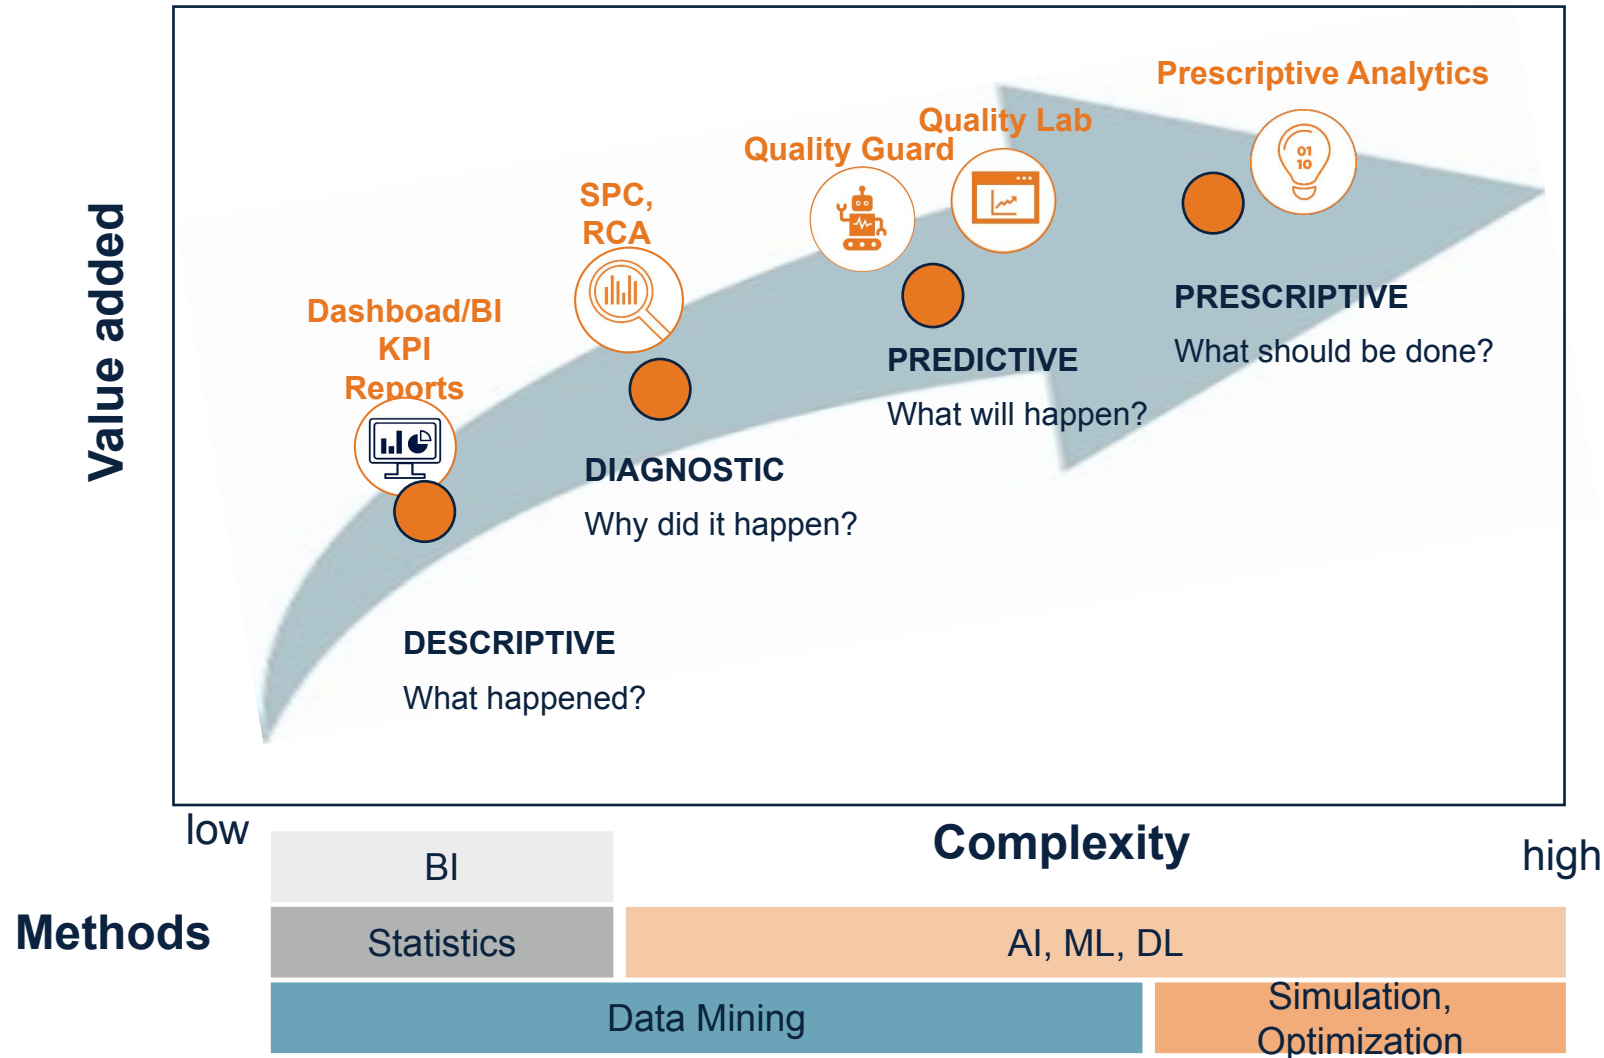 Value added
Prescriptive Analytics
Quality Lab
Quality Guard
SPC,
RCA
Dashboad/BI
KPI
Reports
01
10
PRESCRIPTIVE
What should be done?
PREDICTIVE
What will happen?
DIAGNOSTIC
Why did it happen?
DESCRIPTIVE
What happened?
low
Complexity
high
Methods
BI
Statistics
AI, ML, DL
Data Mining
Simulation,
Optimization